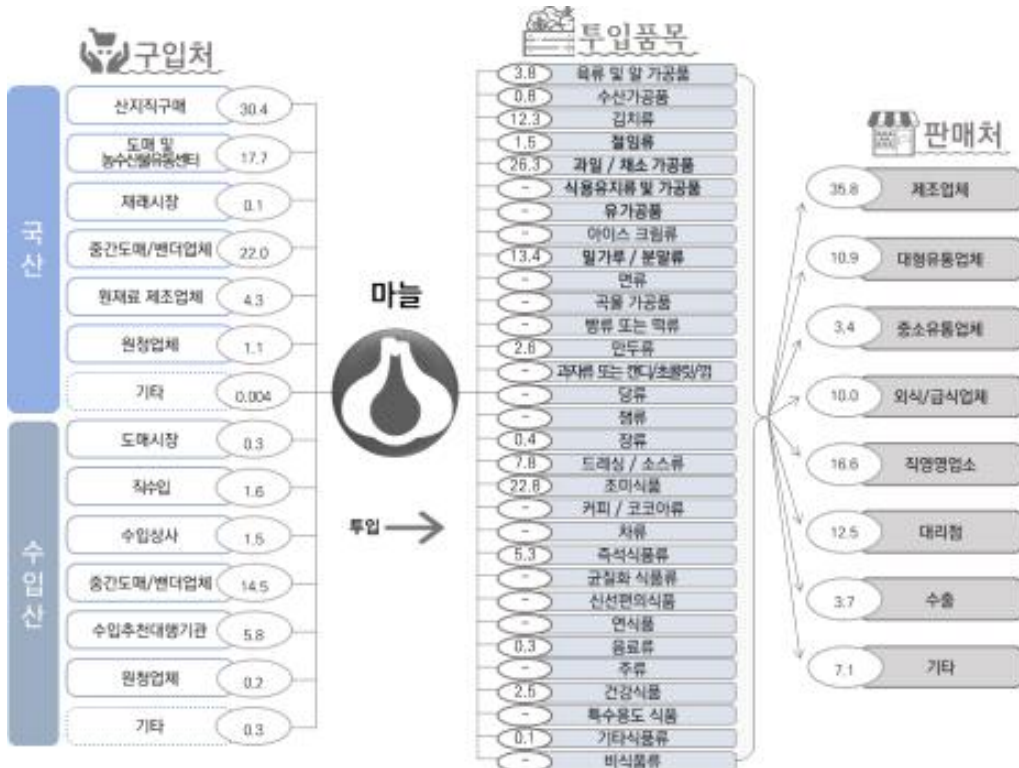 구입처
국산
산지직구매 30.4
도매 및
농수산물유통센터 17.7
재래시장 0.1
중간도매/밴더업체 22.0
원재료 제조업체 4.3
원청업체 1.1
기타 0.004
수입산
도매시장 0.3
직수입 1.6
수입상사 1.5
중간도매/밴더업체 14.5
수입추천대행기관 5.8
원청업체 0.2
기타 0.3
마늘
투입
투입품목
3.8 육류 및 알 가공품
0.8 수산가공품
12.3 김치류
1.5 절임류
26.3 과일 / 채소 가공품
- 식용유지류 및 가공품
- 유가공품
- 아이스 크림류
13.4 밀가루 / 분말류
- 면류
- 곡물 가공품
- 빵류 또는 떡류
2.6 만두류
- 과자류 또는 캔디/초콜릿/껌
- 당류
- 잼류
0.4 장류
7.8 드레싱 / 소스류
22.8 조미식품
- 커피 / 코코아류
- 차류
5.3 즉석식품류
- 균질화 식품류
- 신선편의식품
- 연식품
0.3 음료류
- 주류
2.5 건강식품
- 특수용도 식품
0.1 기타식품류
- 비식품류
판매처
35.8 제조업체
10.9 대형유통업체
3.4 중소유통업체
10.0 외식/급식업체
16.6 직영영업소
12.5 대리점
3.7 수출
7.1 기타